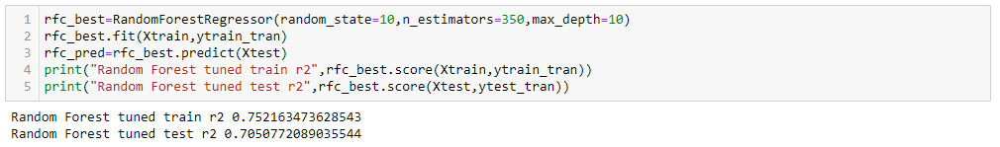 1 rfc_best=RandomForestRegressor(random_state=10,n_estimators=350,max_depth=10)
2 rfc_best.fit(Xtrain,ytrain_tran)
3 rfc_pred=rfc_best.predict(Xtest)
4 print("Random Forest tuned train r2",rfc_best.score(Xtrain,ytrain_tran))
5 print("Random Forest tuned test r2",rfc_best.score(Xtest,ytest_tran))
Random Forest tuned train r2 0.752163473628543
Random Forest tuned test r2 0.7050772089035544